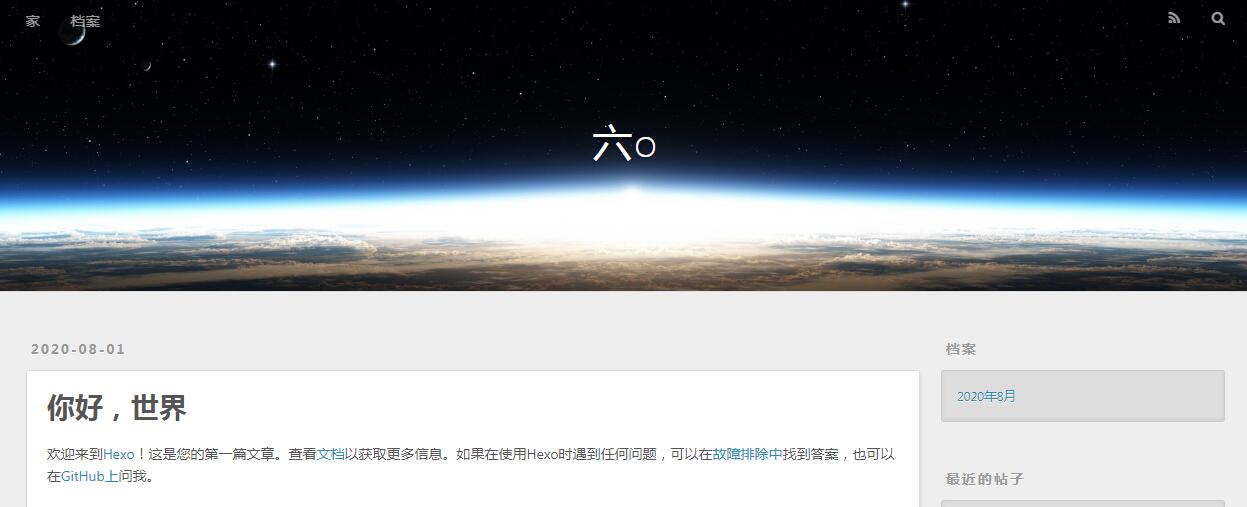 家 档案
六o
2020-08-01
你好，世界
欢迎来到Hexo！这是您的第一篇文章。查看文档以获取更多信息。如果在使用Hexo时遇到任何问题，可以在故障排除中找到答案，也可以
在GitHub上问我。
档案
2020年8月
最近的帖子